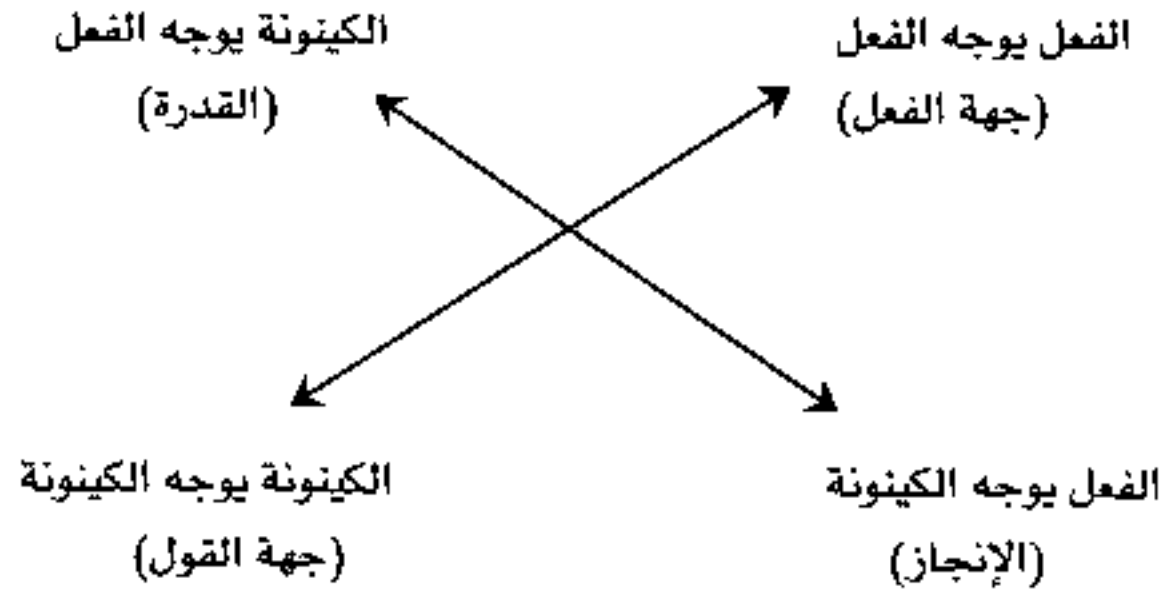 الفعل يوجه الفعل
(جهة الفعل)
الكينونة يوجه الفعل
(القدرة)
الفعل يوجه الكينونة
(الإنجاز)
الكينونة يوجه الكينونة
(جهة القول)